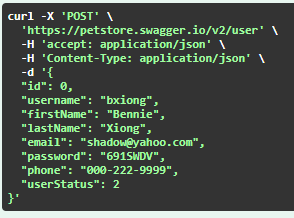 curl -X 'POST' \
  'https://petstore.swagger.io/v2/user' \
  -H 'accept: application/json' \
  -H 'Content-Type: application/json' \
  -d '{
  "id": 0,
  "username": "bxiong",
  "firstName": "Bennie",
  "lastName": "Xiong",
  "email": "shadow@yahoo.com",
  "password": "691SWDV",
  "phone": "000-222-9999",
  "userStatus": 2
}'